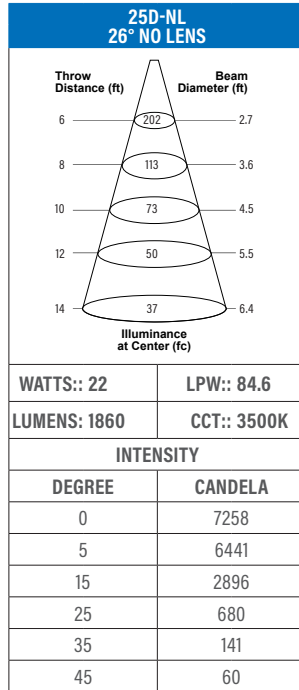 25D-NL
26° NO LENS
Throw Distance (ft)
Beam Diameter (ft)
6 202 2.7
8 113 3.6
10 73 4.5
12 50 5.5
14 37 6.4
Illuminance
at Center (fc)
WATTS:: 22 LPW:: 84.6
LUMENS: 1860 CCT:: 3500K
INTENSITY
DEGREE CANDELA
0 7258
5 6441
15 2896
25 680
35 141
45 60